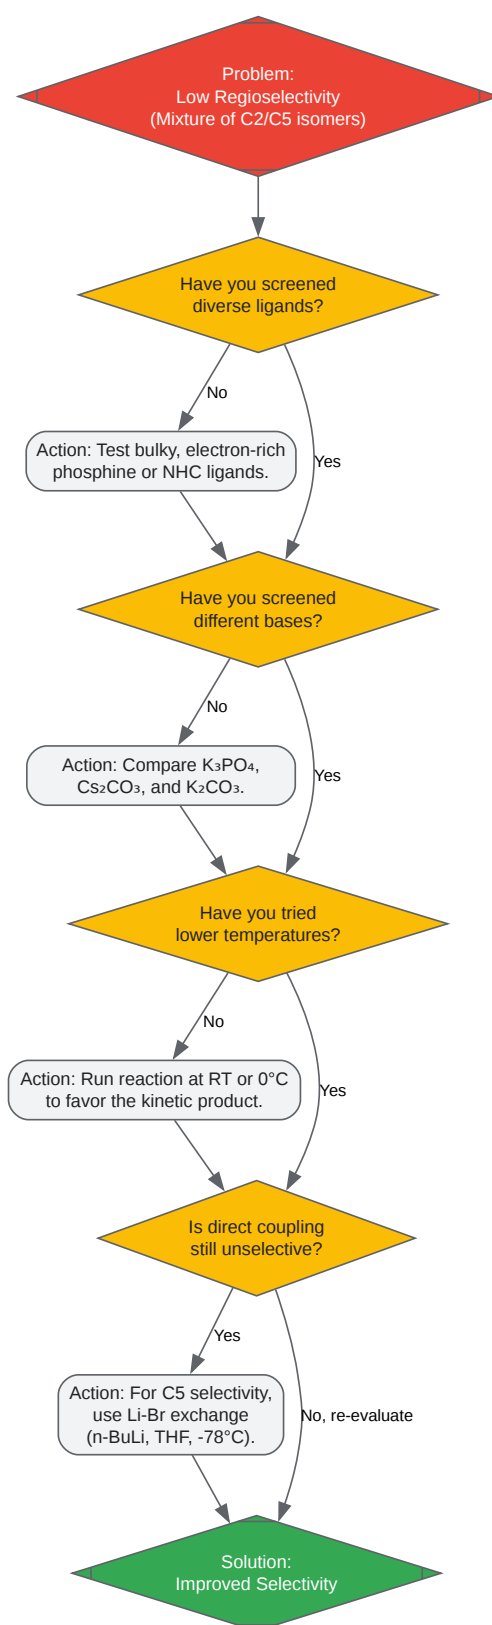 Problem:
Low Regioselectivity
(Mixture of C2/C5 isomers)
Have you screened
diverse ligands?
No
Action: Test bulky, electron-rich
phosphine or NHC ligands.
Yes
Have you screened
different bases?
No
Action: Compare K₃PO₄,
Cs₂CO₃, and K₂CO₃.
Yes
Have you tried
lower temperatures?
No
Action: Run reaction at RT or 0°C
to favor the kinetic product.
Yes
Is direct coupling
still unselective?
Yes
Action: For C5 selectivity,
use Li-Br exchange
(n-BuLi, THF, -78°C).
No, re-evaluate
Solution:
Improved Selectivity